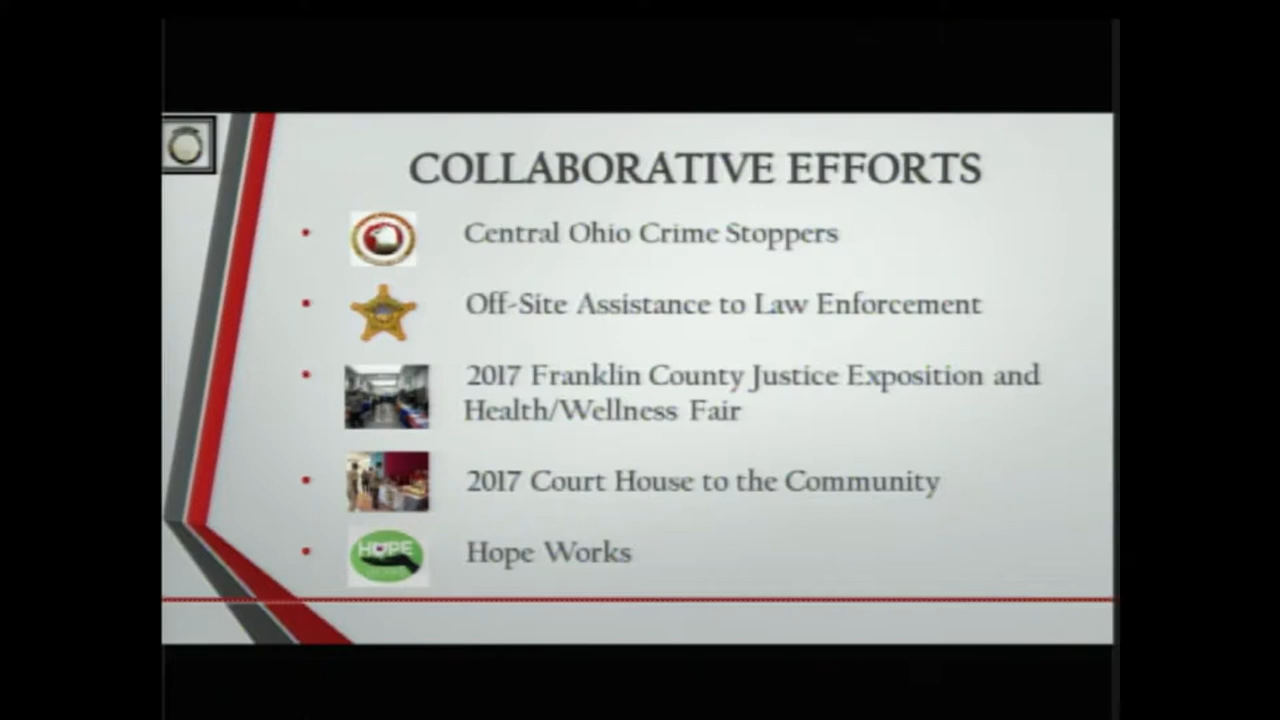 COLLABORATIVE EFFORTS
Central Ohio Crime Stoppers
Off-Site Assistance to Law Enforcement
2017 Franklin County Justice Exposition and
Health/Wellness Fair
2017 Court House to the Community
HOPE
Hope Works